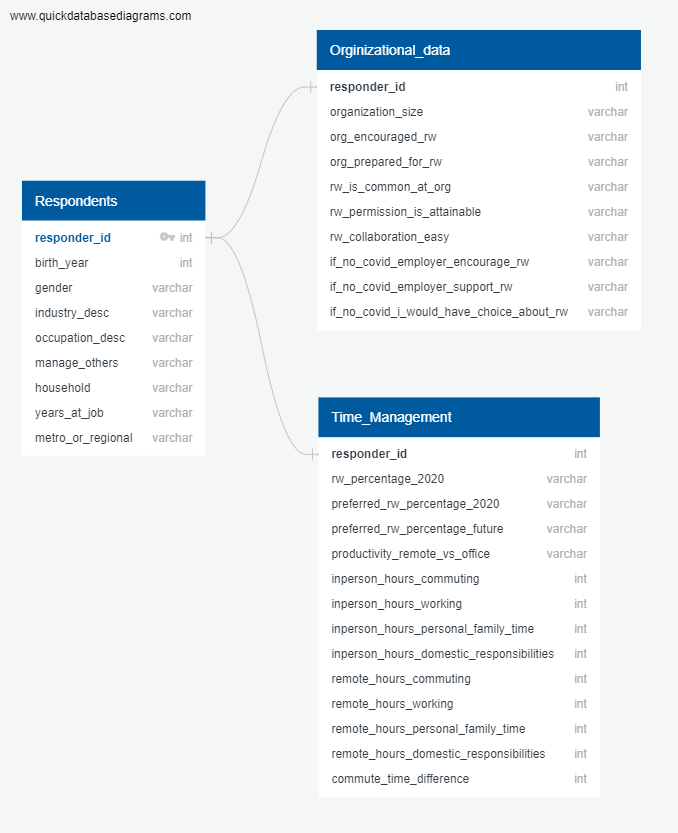 www.quickdatabasediagrams.com
Orginizational_data
responder_id int
organization_size varchar
org_encouraged_rw varchar
org_prepared_for_rw varchar
rw_is_common_at_org varchar
rw_permission_is_attainable varchar
rw_collaboration_easy varchar
if_no_covid_employer_encourage_rw varchar
if_no_covid_employer_support_rw varchar
if_no_covid_i_would_have_choice_about_rw varchar
Respondents
responder_id int
birth_year int
gender varchar
industry_desc varchar
occupation_desc varchar
manage_others varchar
household varchar
years_at_job varchar
metro_or_regional varchar
Time_Management
responder_id int
rw_percentage_2020 varchar
preferred_rw_percentage_2020 varchar
preferred_rw_percentage_future varchar
productivity_remote_vs_office varchar
inperson_hours_commuting int
inperson_hours_working int
inperson_hours_personal_family_time int
inperson_hours_domestic_responsibilities int
remote_hours_commuting int
remote_hours_working int
remote_hours_personal_family_time int
remote_hours_domestic_responsibilities int
commute_time_difference int